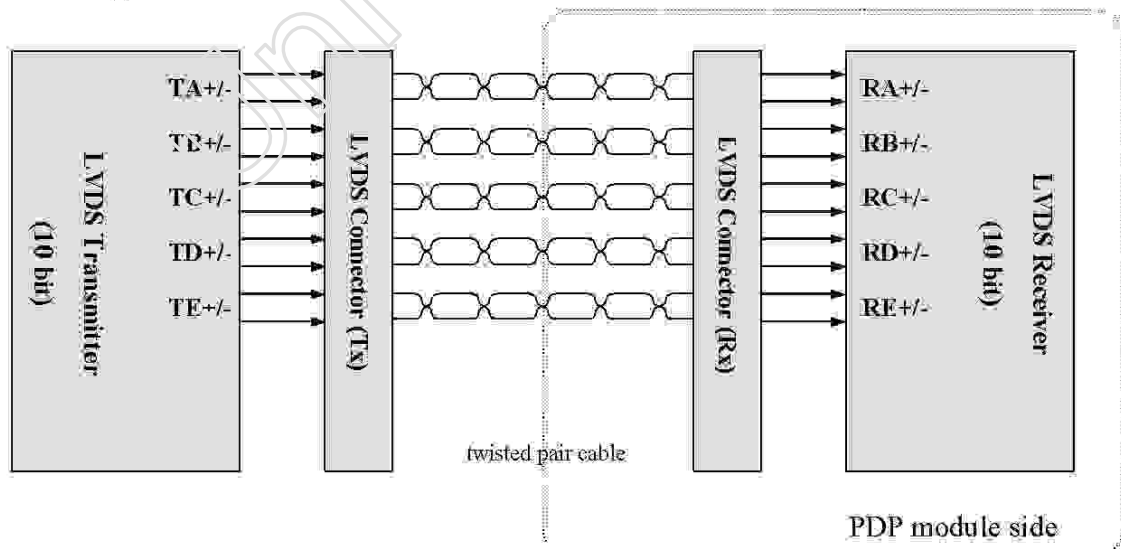 LVDS Transmitter
(10 bit)
TA+/-
TB+/-
TC+/-
TD+/-
TE+/-
LVDS Connector (Tx)
twisted pair cable
LVDS Connector (Rx)
RA+/-
RB+/-
RC+/-
RD+/-
RE+/-
LVDS Receiver
(10 bit)
PDP module side